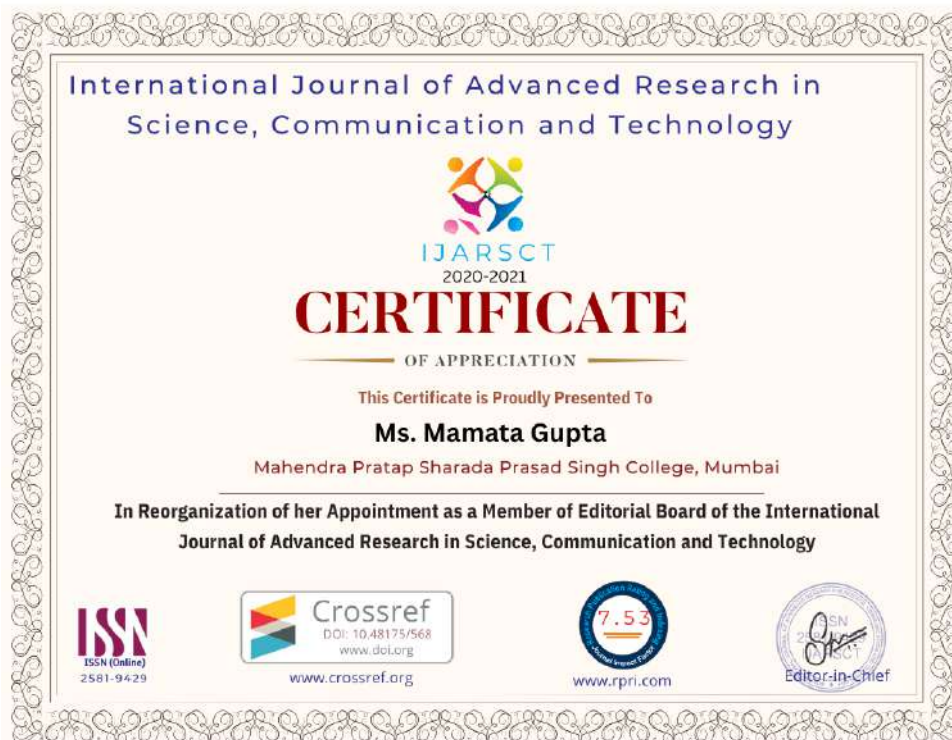 International Journal of Advanced Research in
Science, Communication and Technology
IJARSCT
2020-2021
CERTIFICATE
OF APPRECIATION
This Certificate is Proudly Presented To
Ms. Mamata Gupta
Mahendra Pratap Sharada Prasad Singh College, Mumbai
In Reorganization of her Appointment as a Member of Editorial Board of the International
Journal of Advanced Research in Science, Communication and Technology
ISSN
ISSN (Online)
2581-9429
Crossref
DOI: 10.48175/568
www.doi.org
www.crossref.org
7.53
Journal Impact Factor
www.rpri.com
ISSN
Editor-in-Chief